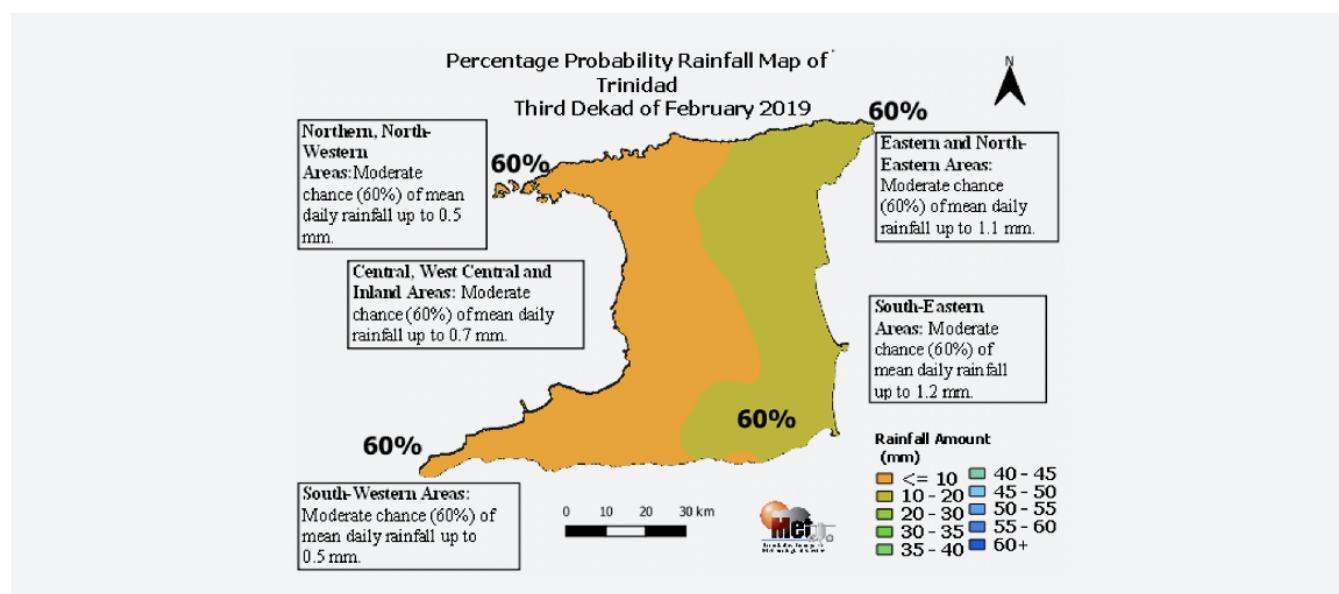 Percentage Probability Rainfall Map of
Trinidad
Third Dekad of February 2019
N
60%
Northern, North-
Western
Areas:Moderate
chance (60%) of mean
daily rainfall up to 0.5
mm.
60%
Eastern and North-
Eastern Areas:
Moderate chance
(60%) of mean daily
rainfall up to 1.1 mm.
Central, West Central and
Inland Areas: Moderate
chance (60%) of mean daily
rainfall up to 0.7 mm.
South-Eastern
Areas: Moderate
chance (60%) of
mean daily rainfall
up to 1.2 mm.
60%
60%
South-Western Areas:
Moderate chance (60%) of
mean daily rainfall up to
0.5 mm.
0 10 20 30 km
Met
Rainfall Amount
(mm)
<= 10
10 - 20
20 - 30
30 - 35
35 - 40
40 - 45
45 - 50
50 - 55
55 - 60
60+